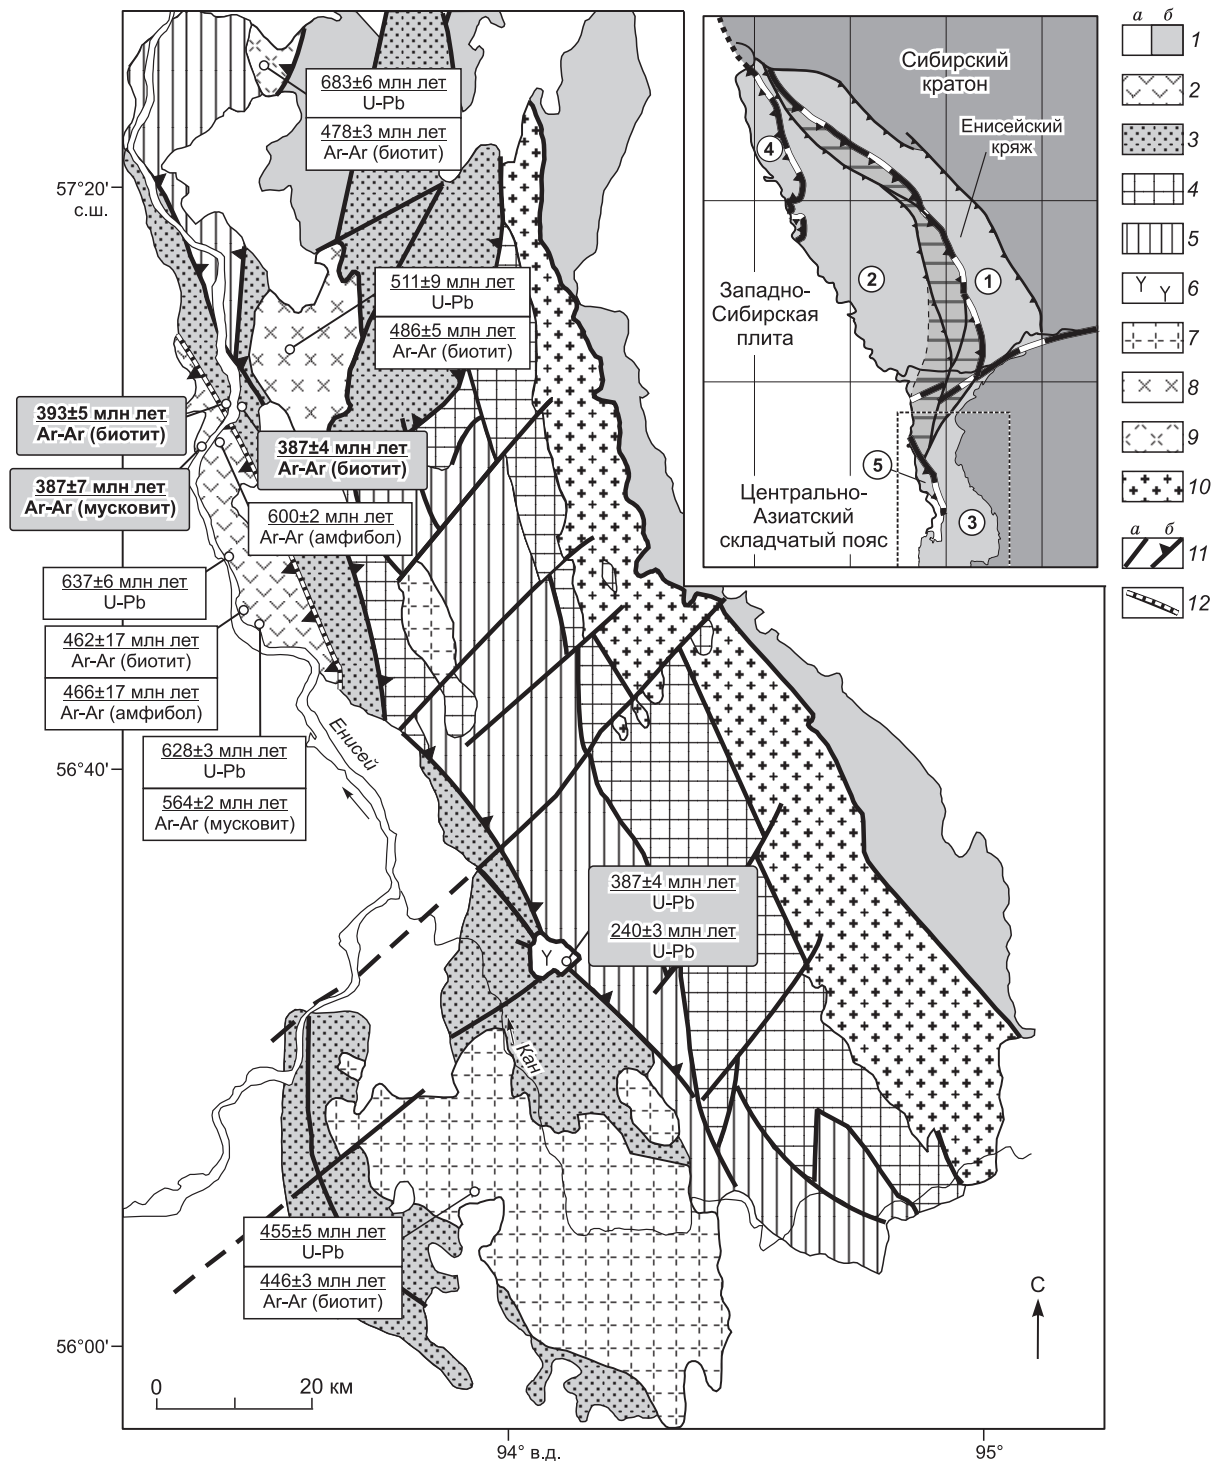 683±6 млн лет
U-Pb
478±3 млн лет
Ar-Ar (биотит)
57°20'
с.ш.
511±9 млн лет
U-Pb
486±5 млн лет
Ar-Ar (биотит)
393±5 млн лет
Ar-Ar (биотит)
387±4 млн лет
Ar-Ar (биотит)
387±7 млн лет
Ar-Ar (мусковит)
600±2 млн лет
Ar-Ar (амфибол)
637±6 млн лет
U-Pb
462±17 млн лет
Ar-Ar (биотит)
466±17 млн лет
Ar-Ar (амфибол)
628±3 млн лет
U-Pb
564±2 млн лет
Ar-Ar (мусковит)
Енисей
56°40'
387±4 млн лет
U-Pb
240±3 млн лет
U-Pb
Y
Кан
455±5 млн лет
U-Pb
446±3 млн лет
Ar-Ar (биотит)
56°00'
0 20 км
С
94° в.д.
95°
Сибирский
кратон
Енисейский
кряж
4
2
1
Западно-
Сибирская
плита
5
3
Центрально-
Азиатский
складчатый пояс
а б
1
2
3
4
5
Y Y 6
7
8
9
10
а б
11
12